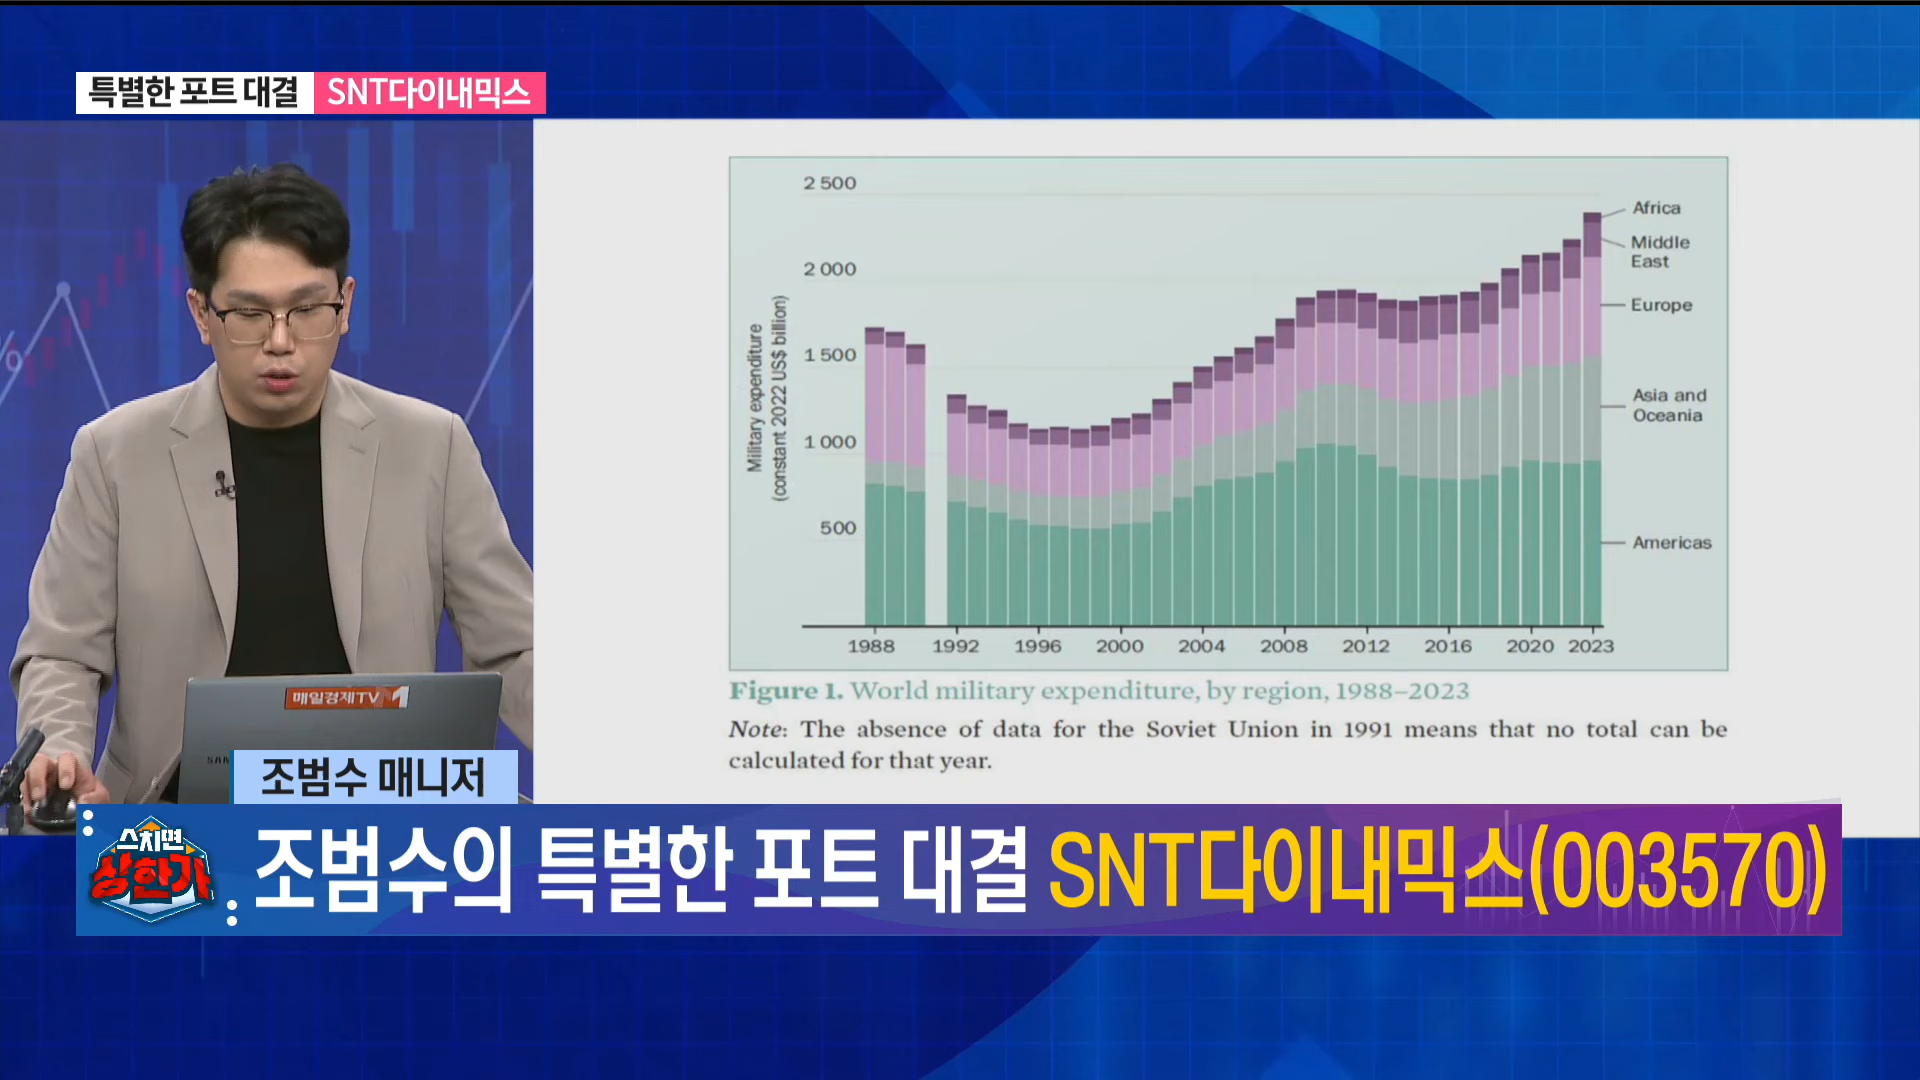 특별한 포트 대결 SNT다이내믹스
2 500
2 000
1 500
1 000
500
Military expenditure
(constant 2022 US$ billion)
Africa
Middle
East
Europe
Asia and
Oceania
Americas
1988 1992 1996 2000 2004 2008 2012 2016 2020 2023
Figure 1. World military expenditure, by region, 1988–2023
Note: The absence of data for the Soviet Union in 1991 means that no total can be
calculated for that year.
매일경제TV 1
조범수 매니저
스치면
상한가
조범수의 특별한 포트 대결 SNT다이내믹스(003570)